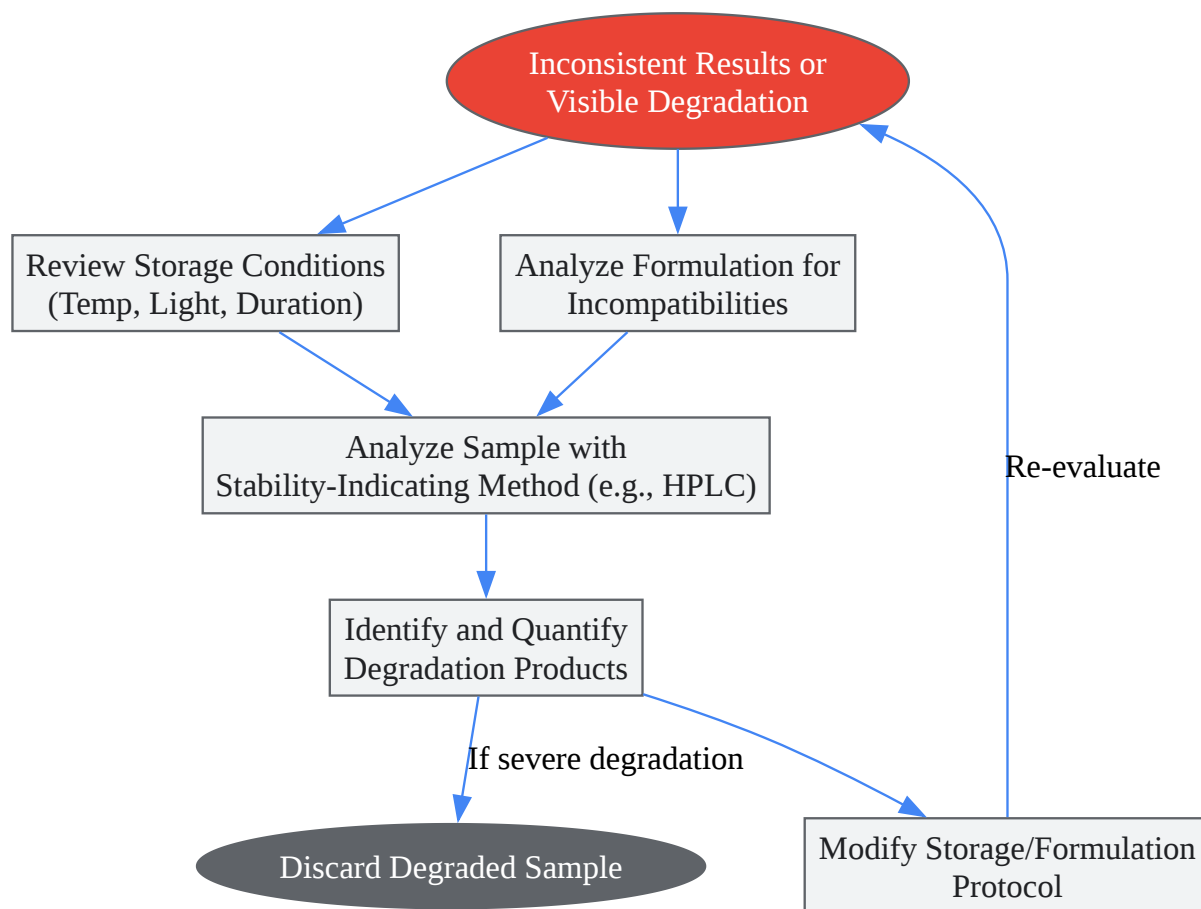 Inconsistent Results or
Visible Degradation
Review Storage Conditions
(Temp, Light, Duration)
Analyze Formulation for
Incompatibilities
Analyze Sample with
Stability-Indicating Method (e.g., HPLC)
Re-evaluate
Identify and Quantify
Degradation Products
If severe degradation
Discard Degraded Sample
Modify Storage/Formulation
Protocol